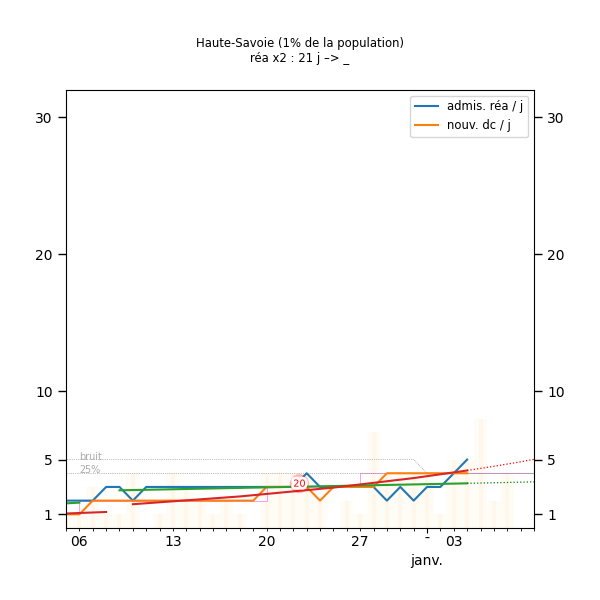 Haute-Savoie (1% de la population)
réa x2 : 21 j –> _
admis. réa / j
nouv. dc / j
30 30
20 20
10 10
5 5
1 1
bruit
25%
20
06 13 20 27 - 03
janv.